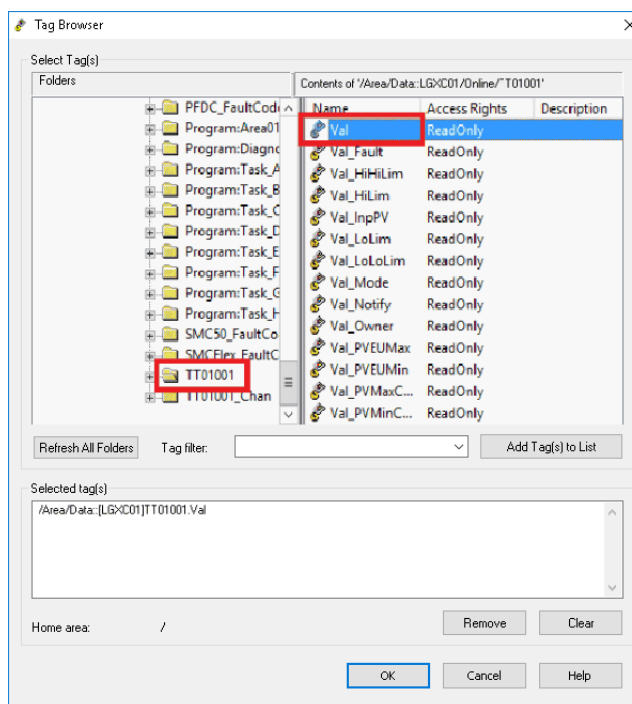 Tag Browser
Select Tag(s)
Folders
Contents of '/Area/Data::LGXC01/Online/TT01001'
PFDC_FaultCod
Program:Area01
Program:Diagno
Program:Task_A
Program:Task_B
Program:Task_C
Program:Task_D
Program:Task_E
Program:Task_F
Program:Task_G
Program:Task_H
SMC50_FaultCo
SMCFlex_FaultC
TT01001
TT01001_Chan
Name Access Rights Description
Val ReadOnly
Val_Fault ReadOnly
Val_HiHiLim ReadOnly
Val_HiLim ReadOnly
Val_InpPV ReadOnly
Val_LoLim ReadOnly
Val_LoLoLim ReadOnly
Val_Mode ReadOnly
Val_Notify ReadOnly
Val_Owner ReadOnly
Val_PVEUMax ReadOnly
Val_PVEUMin ReadOnly
Val_PVMaxC... ReadOnly
Val_PVMinC... ReadOnly
Refresh All Folders Tag filter: Add Tag(s) to List
Selected tag(s)
/Area/Data::[LGXC01]TT01001.Val
Home area: /
Remove Clear
OK Cancel Help